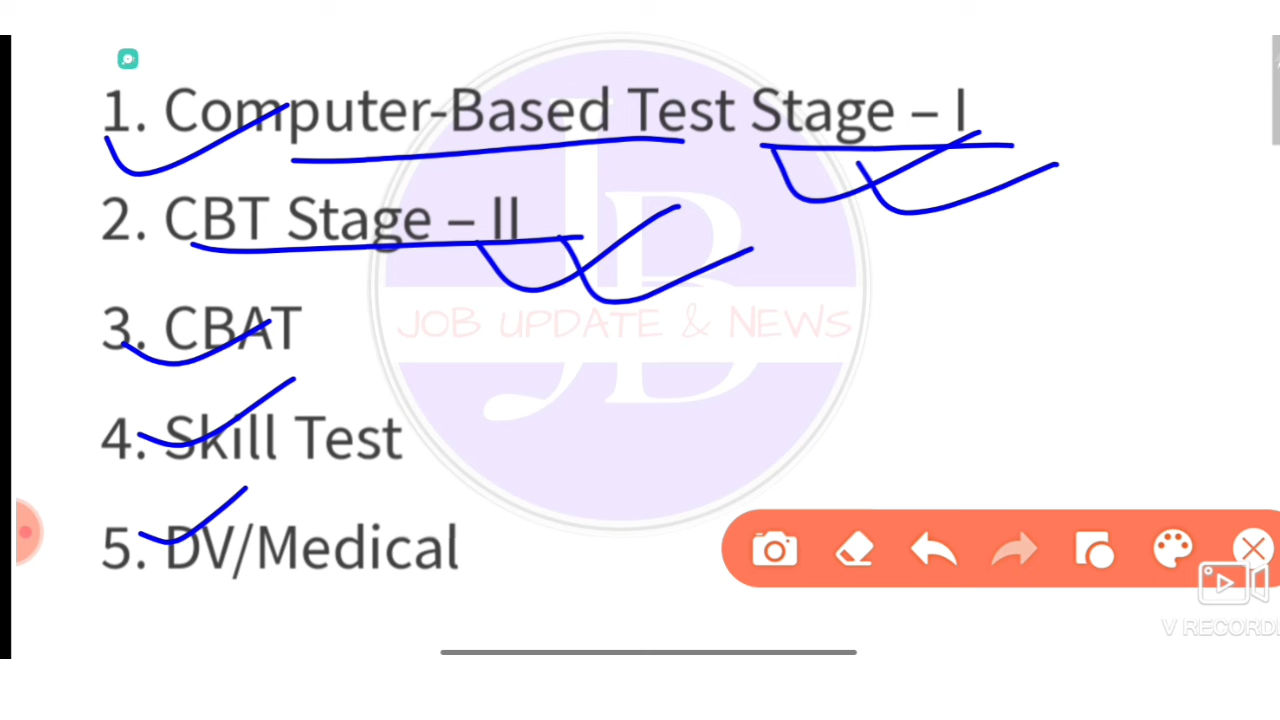 1. Computer-Based Test Stage – I
2. CBT Stage – II
JOB UPDATE & NEWS
3. CBAT
4. Skill Test
5. DV/Medical